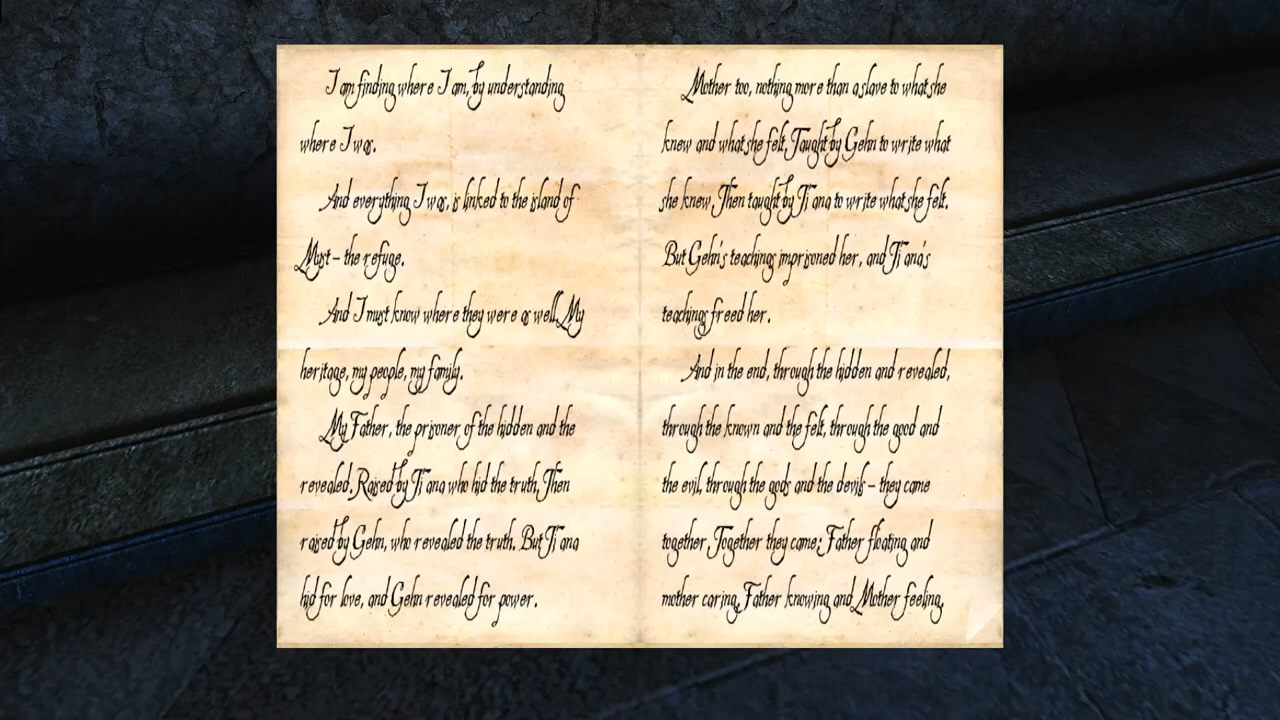 I am finding where I am, by understanding
where I was.
And everything I was, is linked to the island of
Myst – the refuge.
And I must know where they were as well. My
heritage, my people, my family.
My Father, the prisoner of the hidden and the
revealed. Raised by Ti'ana who hid the truth. Then
raised by Gehn, who revealed the truth. But Ti'ana
hid for love, and Gehn revealed for power.
Mother too, nothing more than a slave to what she
knew and what she felt. Taught by Gehn to write what
she knew. Then taught by Ti'ana to write what she felt.
But Gehn's teachings imprisoned her, and Ti'ana's
teachings freed her.
And in the end, through the hidden and revealed,
through the known and the felt, through the good and
the evil, through the gods and the devils – they came
together. Together they came; Father floating and
mother caring. Father knowing and Mother feeling.